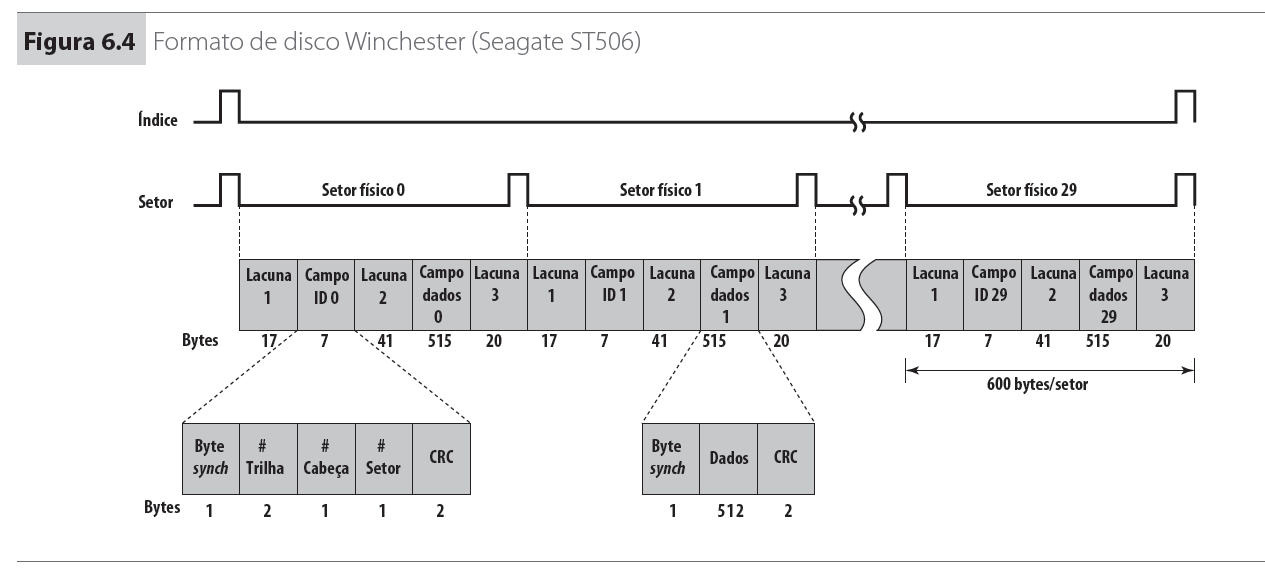 Figura 6.4 Formato de disco Winchester (Seagate ST506)
Índice
Setor
Setor físico 0
Setor físico 1
Setor físico 29
Lacuna 1
Campo ID 0
Lacuna 2
Campo dados 0
Lacuna 3
Lacuna 1
Campo ID 1
Lacuna 2
Campo dados 1
Lacuna 3
Lacuna 1
Campo ID 29
Lacuna 2
Campo dados 29
Lacuna 3
Bytes 17 7 41 515 20 17 7 41 515 20 17 7 41 515 20
600 bytes/setor
Byte synch
# Trilha
# Cabeça
# Setor
CRC
Bytes 1 2 1 1 2
Byte synch
Dados
CRC
1 512 2